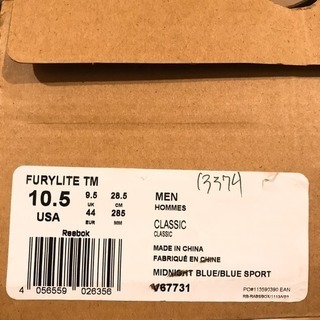 FURYLITE TM
10.5 9.5 28.5
UK CM
USA 44 285
EUR MM
Reebok
MEN
HOMMES
13374
CLASSIC
CLASSIC
MADE IN CHINA
FABRIQUÉ EN CHINE
MIDNIGHT BLUE/BLUE SPORT
V67731
4 056559 026356
EAN